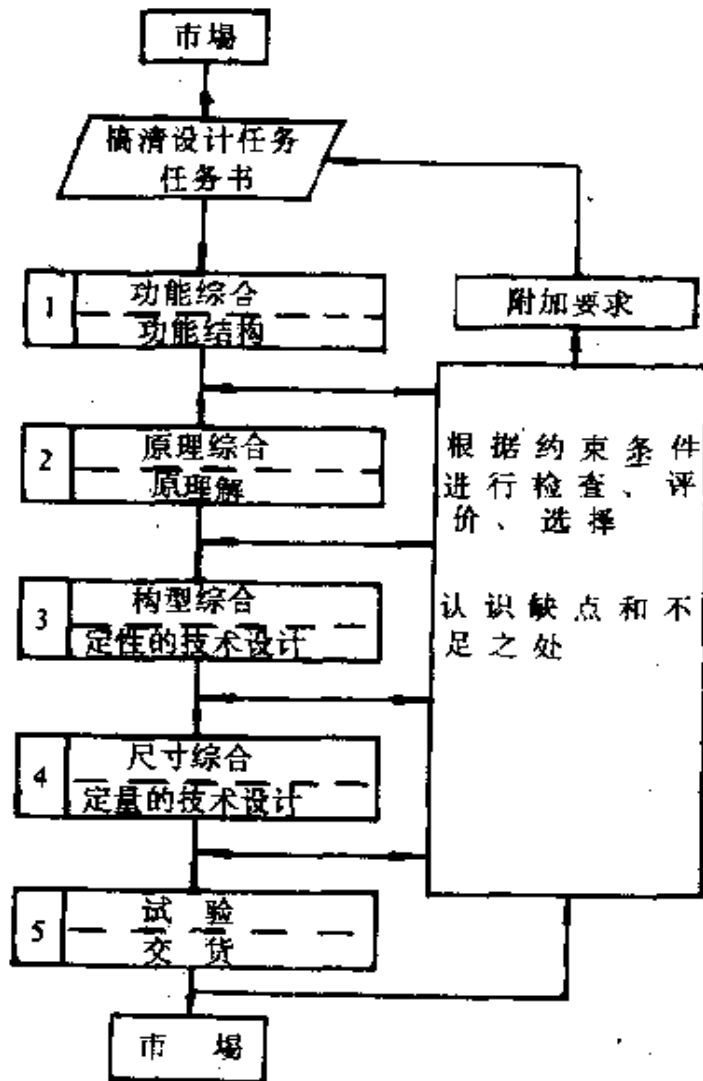 市場
搞清设计任务
任务书
1
功能综合
功能结构
附加要求
2
原理综合
原理解
根据约束条件
进行检查、评
价、选择
3
构型综合
定性的技术设计
认识缺点和不
足之处
4
尺寸综合
定量的技术设计
5
试验
交货
市場